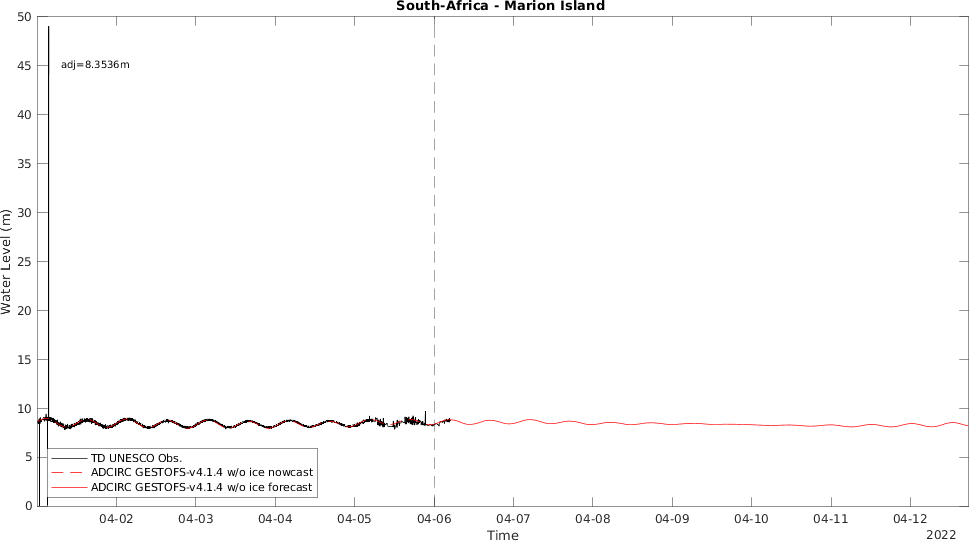 South-Africa - Marion Island
50
45
40
35
30
25
20
15
10
5
0
Water Level (m)
adj=8.3536m
TD UNESCO Obs.
ADCIRC GESTOFS-v4.1.4 w/o ice nowcast
ADCIRC GESTOFS-v4.1.4 w/o ice forecast
04-02 04-03 04-04 04-05 04-06 04-07 04-08 04-09 04-10 04-11 04-12
Time
2022